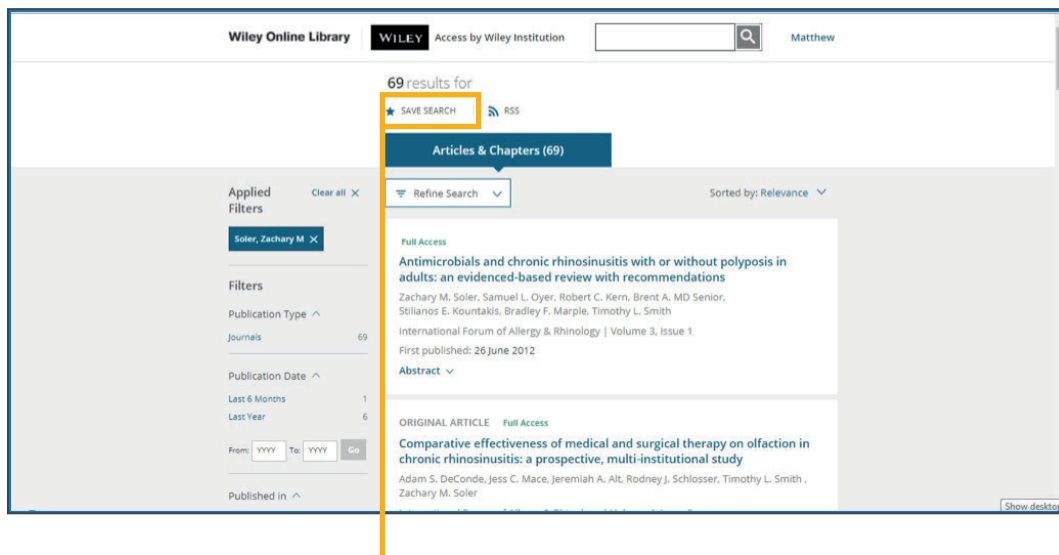 Wiley Online Library
WILEY Access by Wiley Institution
Matthew
69 results for
SAVE SEARCH
RSS
Articles & Chapters (69)
Applied
Filters
Clear all X
Soler, Zachary M X
Refine Search
Sorted by: Relevance
Filters
Publication Type
Journals 69
Publication Date
Last 6 Months 1
Last Year 6
From: YYYY To: YYYY Go
Published in
Full Access
Antimicrobials and chronic rhinosinusitis with or without polyposis in
adults: an evidenced-based review with recommendations
Zachary M. Soler, Samuel L. Oyer, Robert C. Kern, Brent A. MD Senior,
Stilianos E. Kountakis, Bradley F. Marple, Timothy L. Smith
International Forum of Allergy & Rhinology | Volume 3, Issue 1
First published: 26 June 2012
Abstract
ORIGINAL ARTICLE Full Access
Comparative effectiveness of medical and surgical therapy on olfaction in
chronic rhinosinusitis: a prospective, multi-institutional study
Adam S. DeConde, Jess C. Mace, Jeremiah A. Alt, Rodney J. Schlosser, Timothy L. Smith ,
Zachary M. Soler
Show desktop